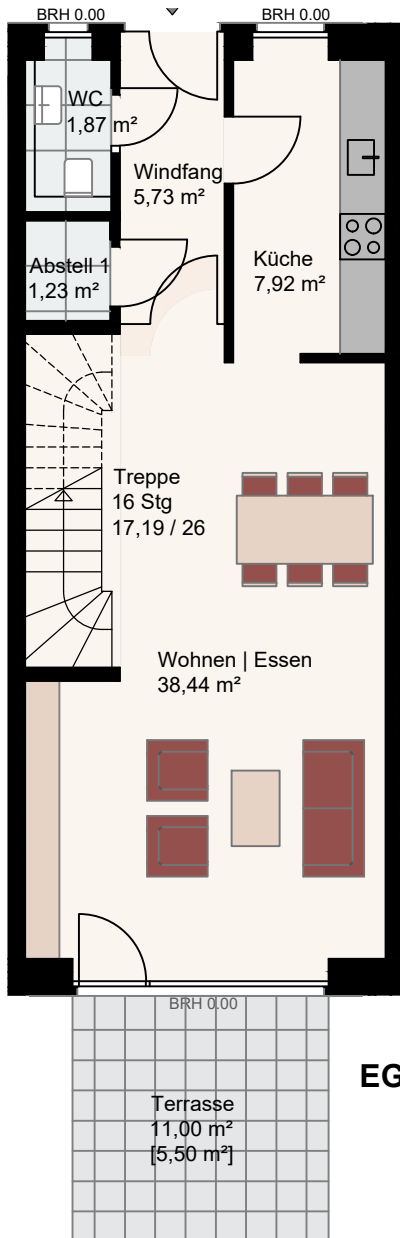 BRH 0.00
BRH 0.00
WC
1,87 m²
Windfang
5,73 m²
Küche
7,92 m²
Abstell 1
1,23 m²
Treppe
16 Stg
17,19 / 26
Wohnen | Essen
38,44 m²
BRH 0.00
EG
Terrasse
11,00 m²
[5,50 m²]